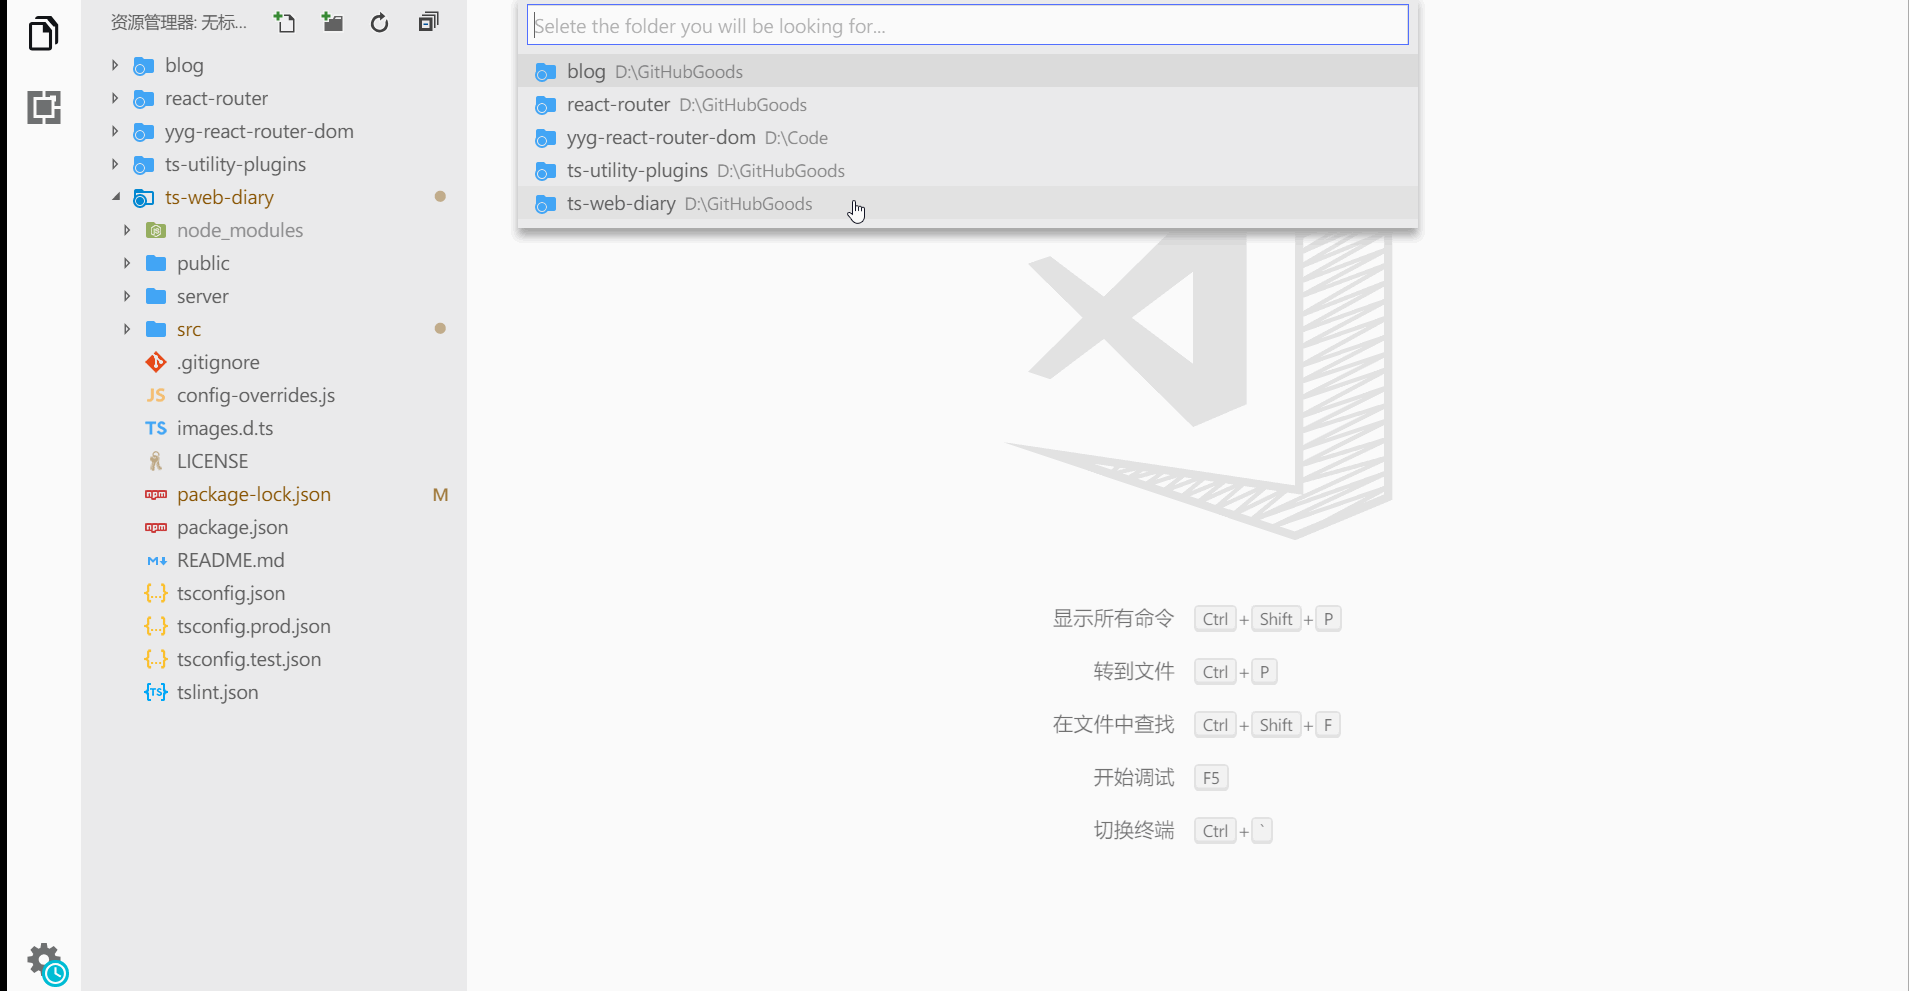 资源管理器: 无标...
blog
react-router
yyg-react-router-dom
ts-utility-plugins
ts-web-diary
node_modules
public
server
src
.gitignore
JS config-overrides.js
TS images.d.ts
LICENSE
npm package-lock.json M
npm package.json
M README.md
{...} tsconfig.json
{...} tsconfig.prod.json
{...} tsconfig.test.json
{TS} tslint.json
Selete the folder you will be looking for...
blog D:\GitHubGoods
react-router D:\GitHubGoods
yyg-react-router-dom D:\Code
ts-utility-plugins D:\GitHubGoods
ts-web-diary D:\GitHubGoods
显示所有命令 Ctrl + Shift + P
转到文件 Ctrl + P
在文件中查找 Ctrl + Shift + F
开始调试 F5
切换终端 Ctrl + `